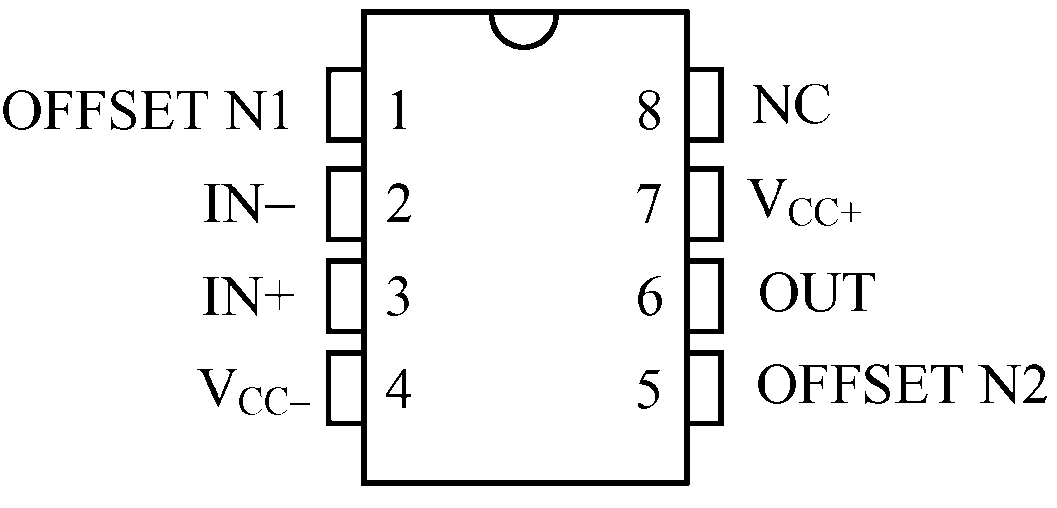 OFFSET N1 1 8 NC
IN− 2 7 VCC+
IN+ 3 6 OUT
VCC− 4 5 OFFSET N2